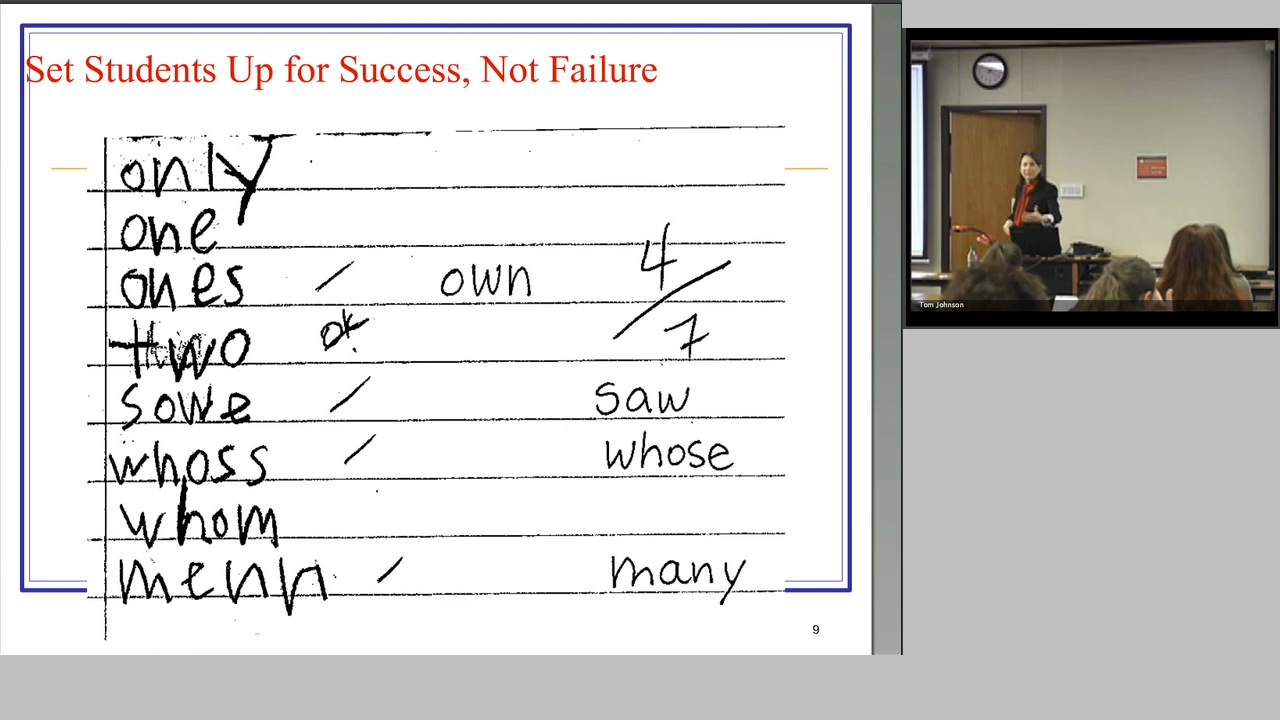 Set Students Up for Success, Not Failure
only
one
ones / own 4/7
two ok
sowe / saw
whoss / whose
whom
menn / many
9
Tom Johnson